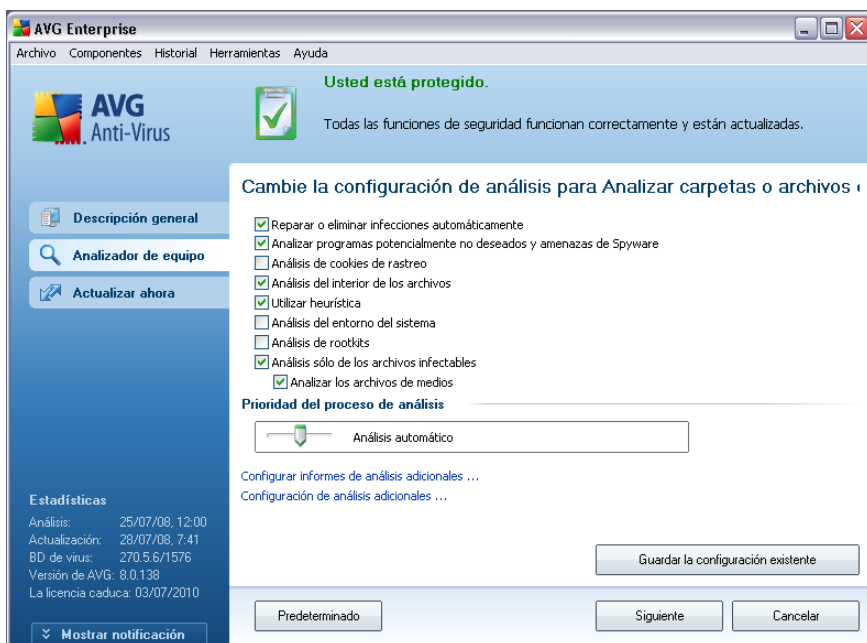 AVG Enterprise
Archivo Componentes Historial Herramientas Ayuda
AVG
Anti-Virus
Usted está protegido.
Todas las funciones de seguridad funcionan correctamente y están actualizadas.
Descripción general
Analizador de equipo
Actualizar ahora
Cambie la configuración de análisis para Analizar carpetas o archivos
Reparar o eliminar infecciones automáticamente
Analizar programas potencialmente no deseados y amenazas de Spyware
Análisis de cookies de rastreo
Análisis del interior de los archivos
Utilizar heurística
Análisis del entorno del sistema
Análisis de rootkits
Análisis sólo de los archivos infectables
Analizar los archivos de medios
Prioridad del proceso de análisis
Análisis automático
Configurar informes de análisis adicionales ...
Configuración de análisis adicionales ...
Estadísticas
Análisis: 25/07/08, 12:00
Actualización: 28/07/08, 7:41
BD de virus: 270.5.6/1576
Versión de AVG: 8.0.138
La licencia caduca: 03/07/2010
Mostrar notificación
Guardar la configuración existente
Predeterminado
Siguiente
Cancelar